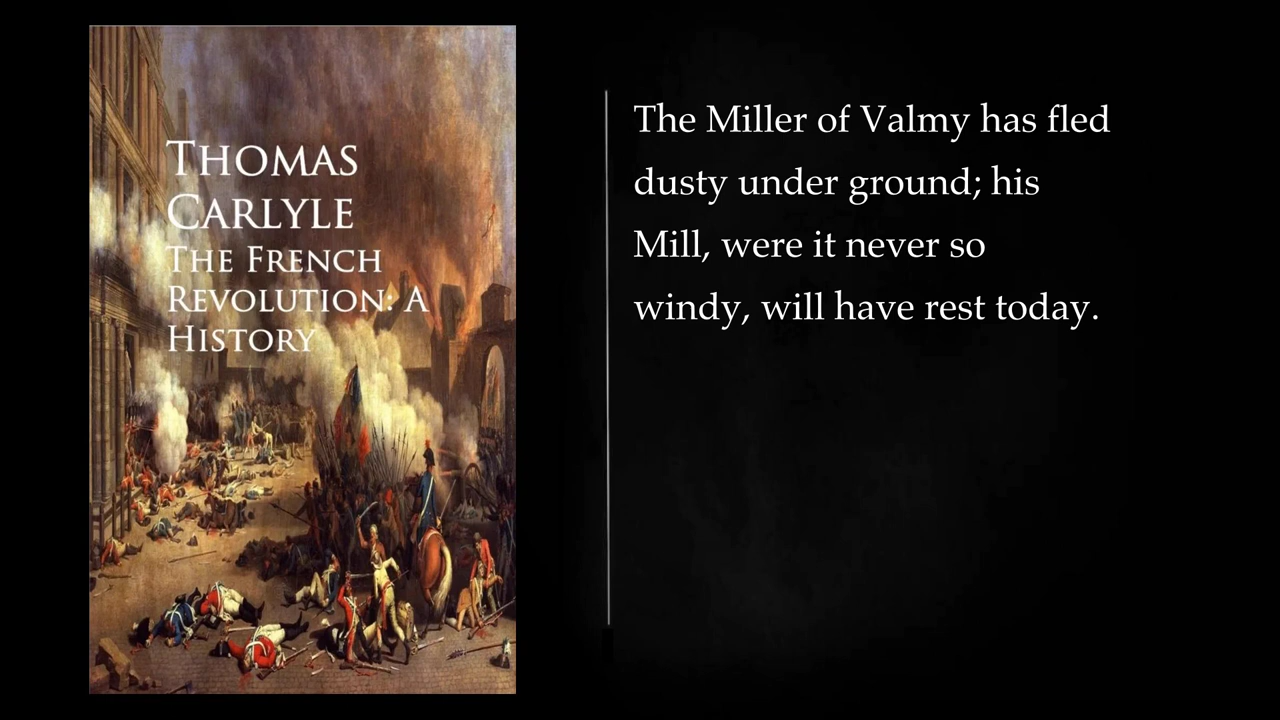 THOMAS
CARLYLE
THE FRENCH
REVOLUTION: A
HISTORY
The Miller of Valmy has fled
dusty under ground; his
Mill, were it never so
windy, will have rest today.